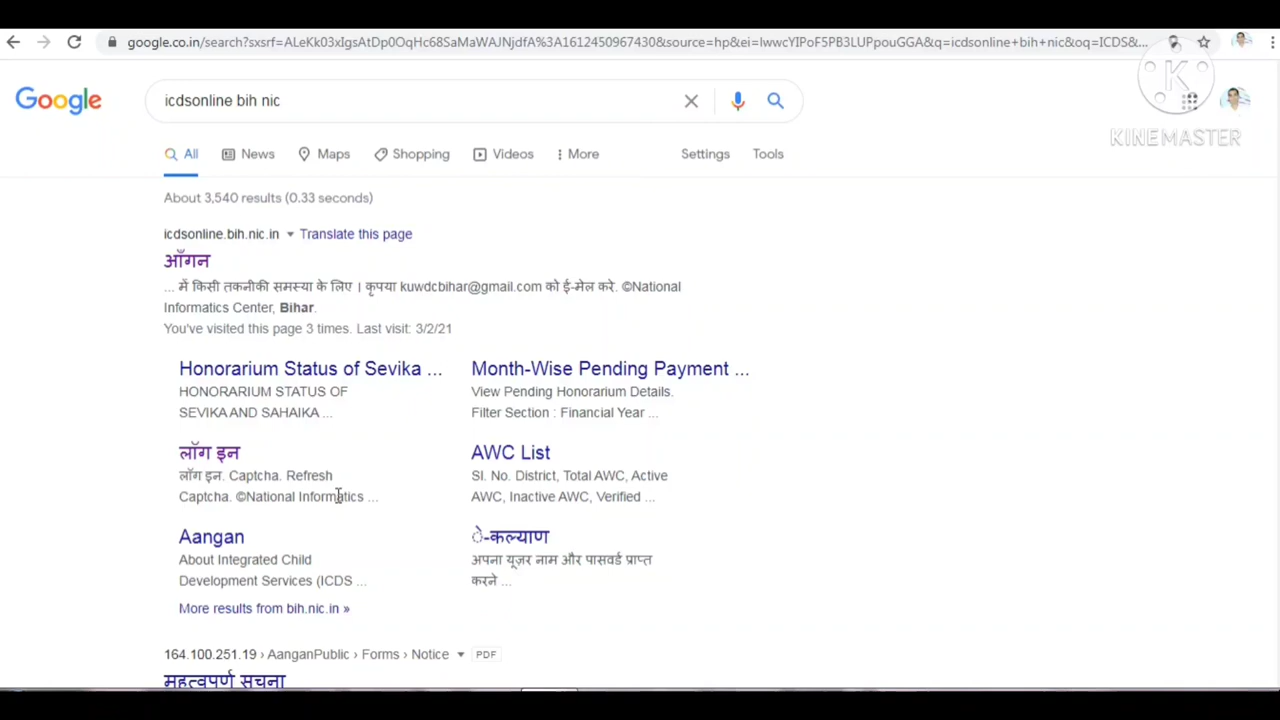 google.co.in/search?sxsrf=ALeKk03xIgsAtDp0OqHc68SaMaWAJNjdfA%3A1612450967430&source=hp&ei=lwwcYIPoF5PB3LUPpouGGA&q=icdsonline+bih+nic&oq=ICDS&...
Google
icdsonline bih nic
K
KINEMASTER
All News Maps Shopping Videos More Settings Tools
About 3,540 results (0.33 seconds)
icdsonline.bih.nic.in Translate this page
आँगन
... में किसी तकनीकी समस्या के लिए । कृपया kuwdcbihar@gmail.com को ई-मेल करे. ©National
Informatics Center, Bihar.
You've visited this page 3 times. Last visit: 3/2/21
Honorarium Status of Sevika ...
HONORARIUM STATUS OF
SEVIKA AND SAHAIKA ...
Month-Wise Pending Payment ...
View Pending Honorarium Details.
Filter Section : Financial Year ...
लॉग इन
लॉग इन. Captcha. Refresh
Captcha. ©National Informatics ...
AWC List
Sl. No. District, Total AWC, Active
AWC, Inactive AWC, Verified ...
Aangan
About Integrated Child
Development Services (ICDS ...
े-कल्याण
अपना यूज़र नाम और पासवर्ड प्राप्त
करने ...
More results from bih.nic.in »
164.100.251.19 › AanganPublic › Forms › Notice PDF
महत्वपूर्ण सूचना